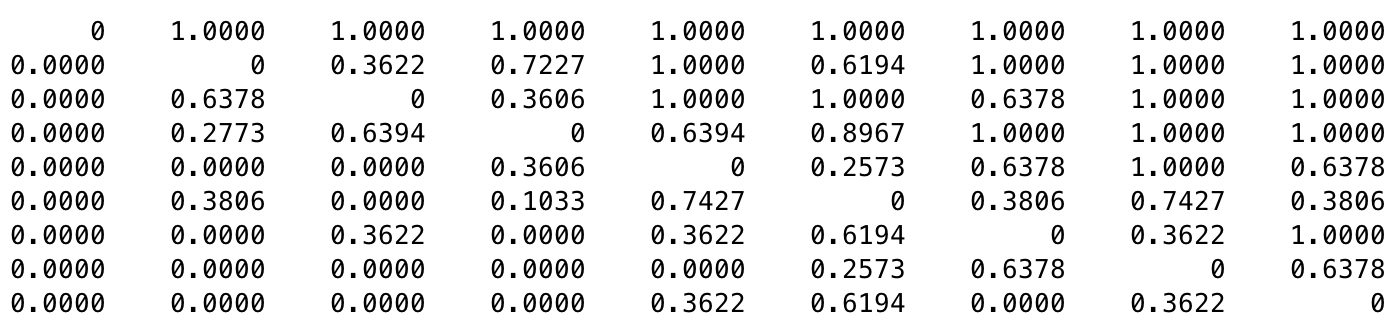 0 1.0000 1.0000 1.0000 1.0000 1.0000 1.0000 1.0000 1.0000
0.0000 0 0.3622 0.7227 1.0000 0.6194 1.0000 1.0000 1.0000
0.0000 0.6378 0 0.3606 1.0000 1.0000 0.6378 1.0000 1.0000
0.0000 0.2773 0.6394 0 0.6394 0.8967 1.0000 1.0000 1.0000
0.0000 0.0000 0.0000 0.3606 0 0.2573 0.6378 1.0000 0.6378
0.0000 0.3806 0.0000 0.1033 0.7427 0 0.3806 0.7427 0.3806
0.0000 0.0000 0.3622 0.0000 0.3622 0.6194 0 0.3622 1.0000
0.0000 0.0000 0.0000 0.0000 0.0000 0.2573 0.6378 0 0.6378
0.0000 0.0000 0.0000 0.0000 0.3622 0.6194 0.0000 0.3622 0